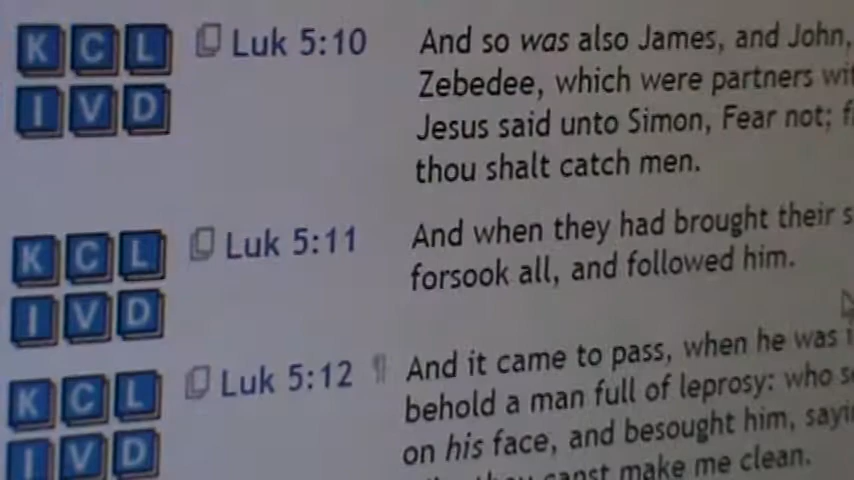 K C L Luk 5:10 And so was also James, and John,
I V D Zebedee, which were partners
Jesus said unto Simon, Fear not;
thou shalt catch men.
K C L Luk 5:11 And when they had brought their
I V D forsook all, and followed him.
K C L Luk 5:12 ¶ And it came to pass, when he was
behold a man full of leprosy: who
I V D on his face, and besought him,
canst make me clean.